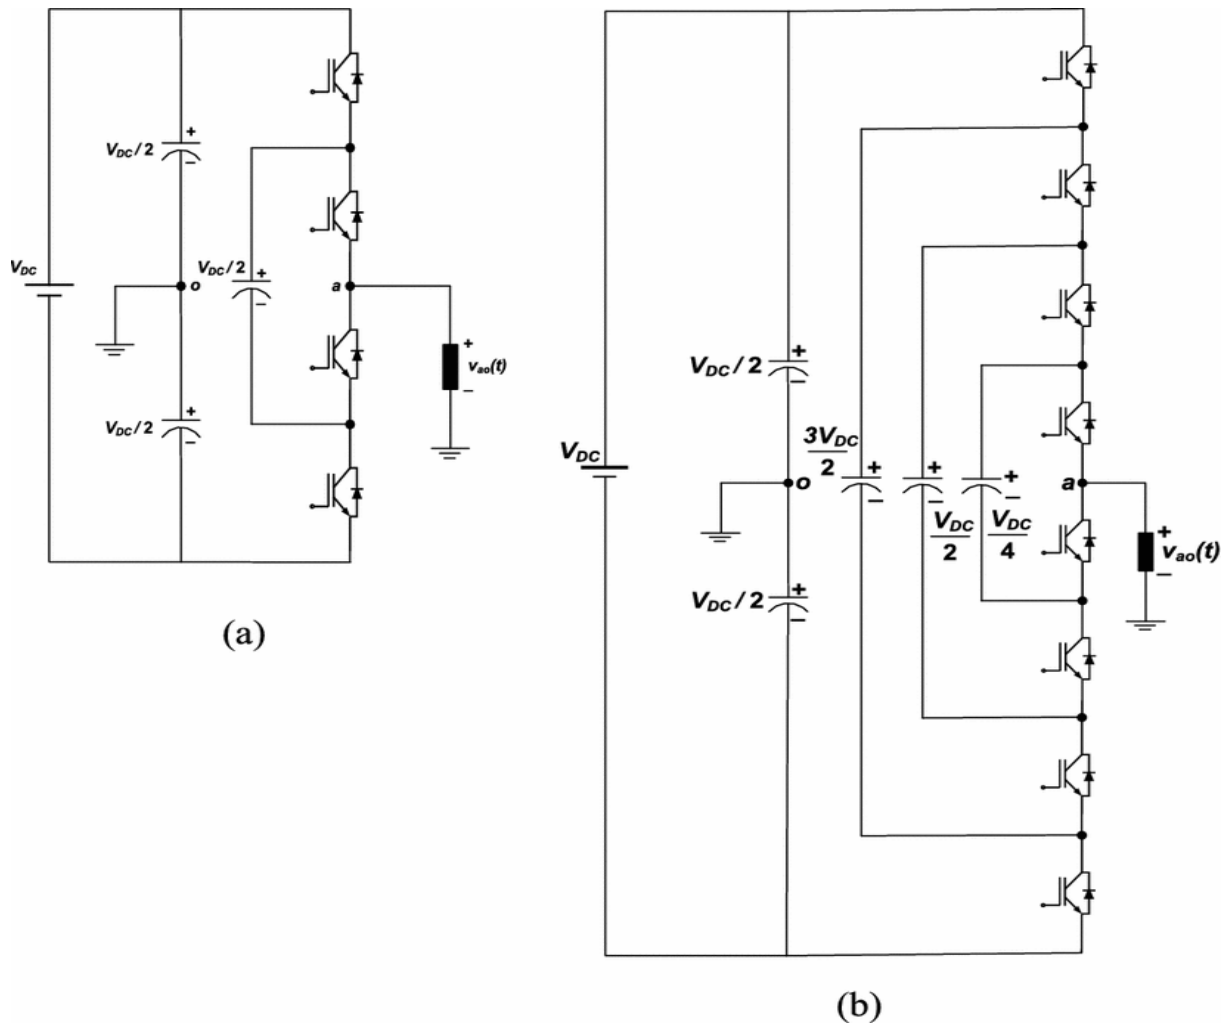 V_DC/2
+
−
V_DC
V_DC/2
+
−
o
a
+
v_ao(t)
−
V_DC/2
+
−
(a)
V_DC/2
+
−
V_DC
3V_DC
2
+
−
+
−
+
−
o
a
V_DC
2
V_DC
4
+
v_ao(t)
−
V_DC/2
+
−
(b)